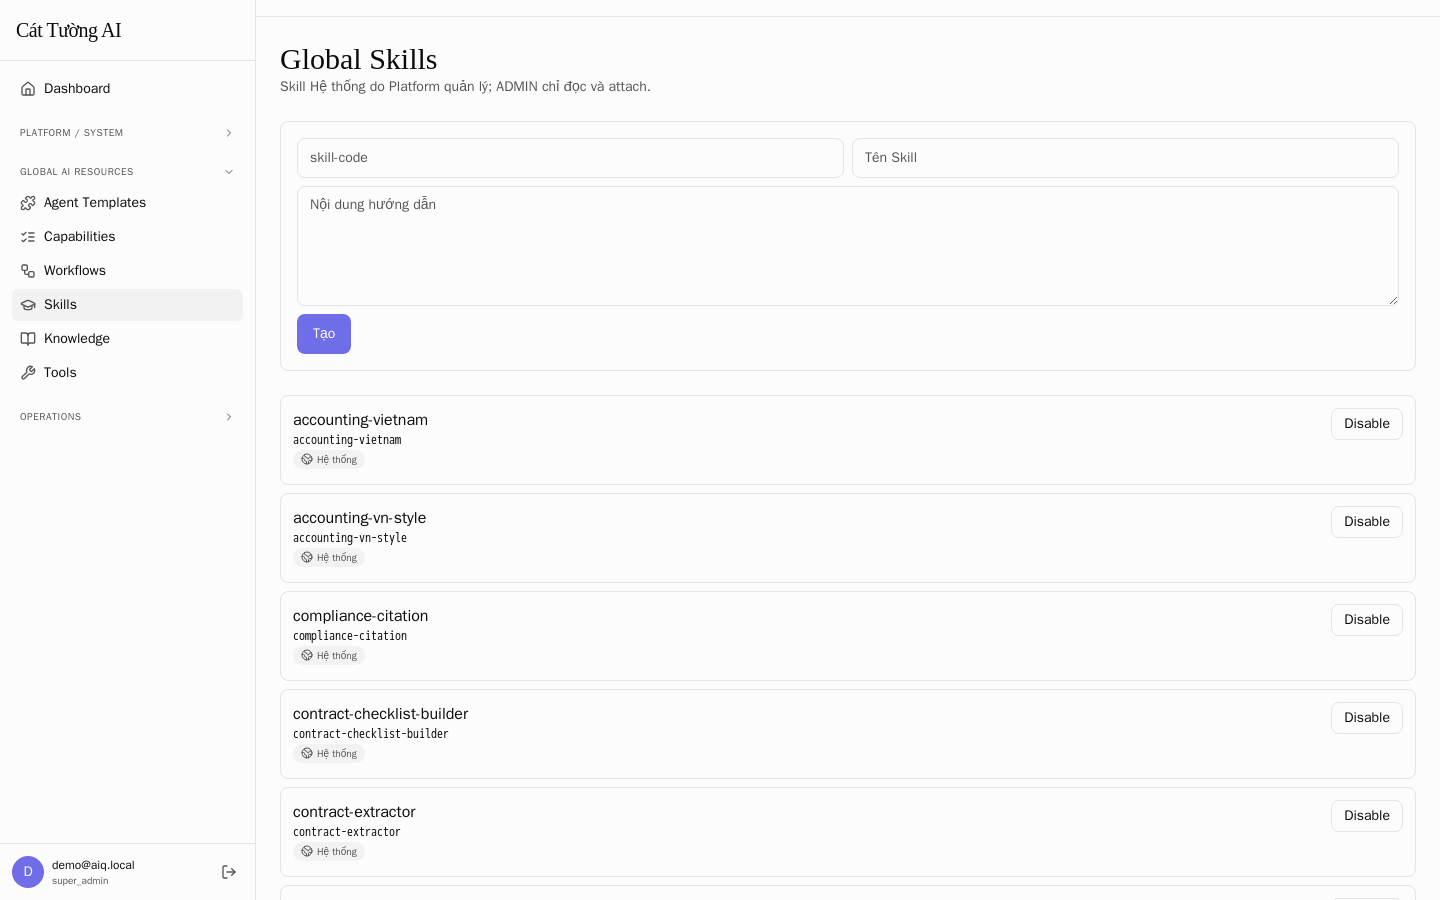 Cát Tường AI
Dashboard
PLATFORM / SYSTEM
GLOBAL AI RESOURCES
Agent Templates
Capabilities
Workflows
Skills
Knowledge
Tools
OPERATIONS
D
demo@aiq.local
super_admin
Global Skills
Skill Hệ thống do Platform quản lý; ADMIN chỉ đọc và attach.
skill-code
Tên Skill
Nội dung hướng dẫn
Tạo
accounting-vietnam
accounting-vietnam
Hệ thống
Disable
accounting-vn-style
accounting-vn-style
Hệ thống
Disable
compliance-citation
compliance-citation
Hệ thống
Disable
contract-checklist-builder
contract-checklist-builder
Hệ thống
Disable
contract-extractor
contract-extractor
Hệ thống
Disable